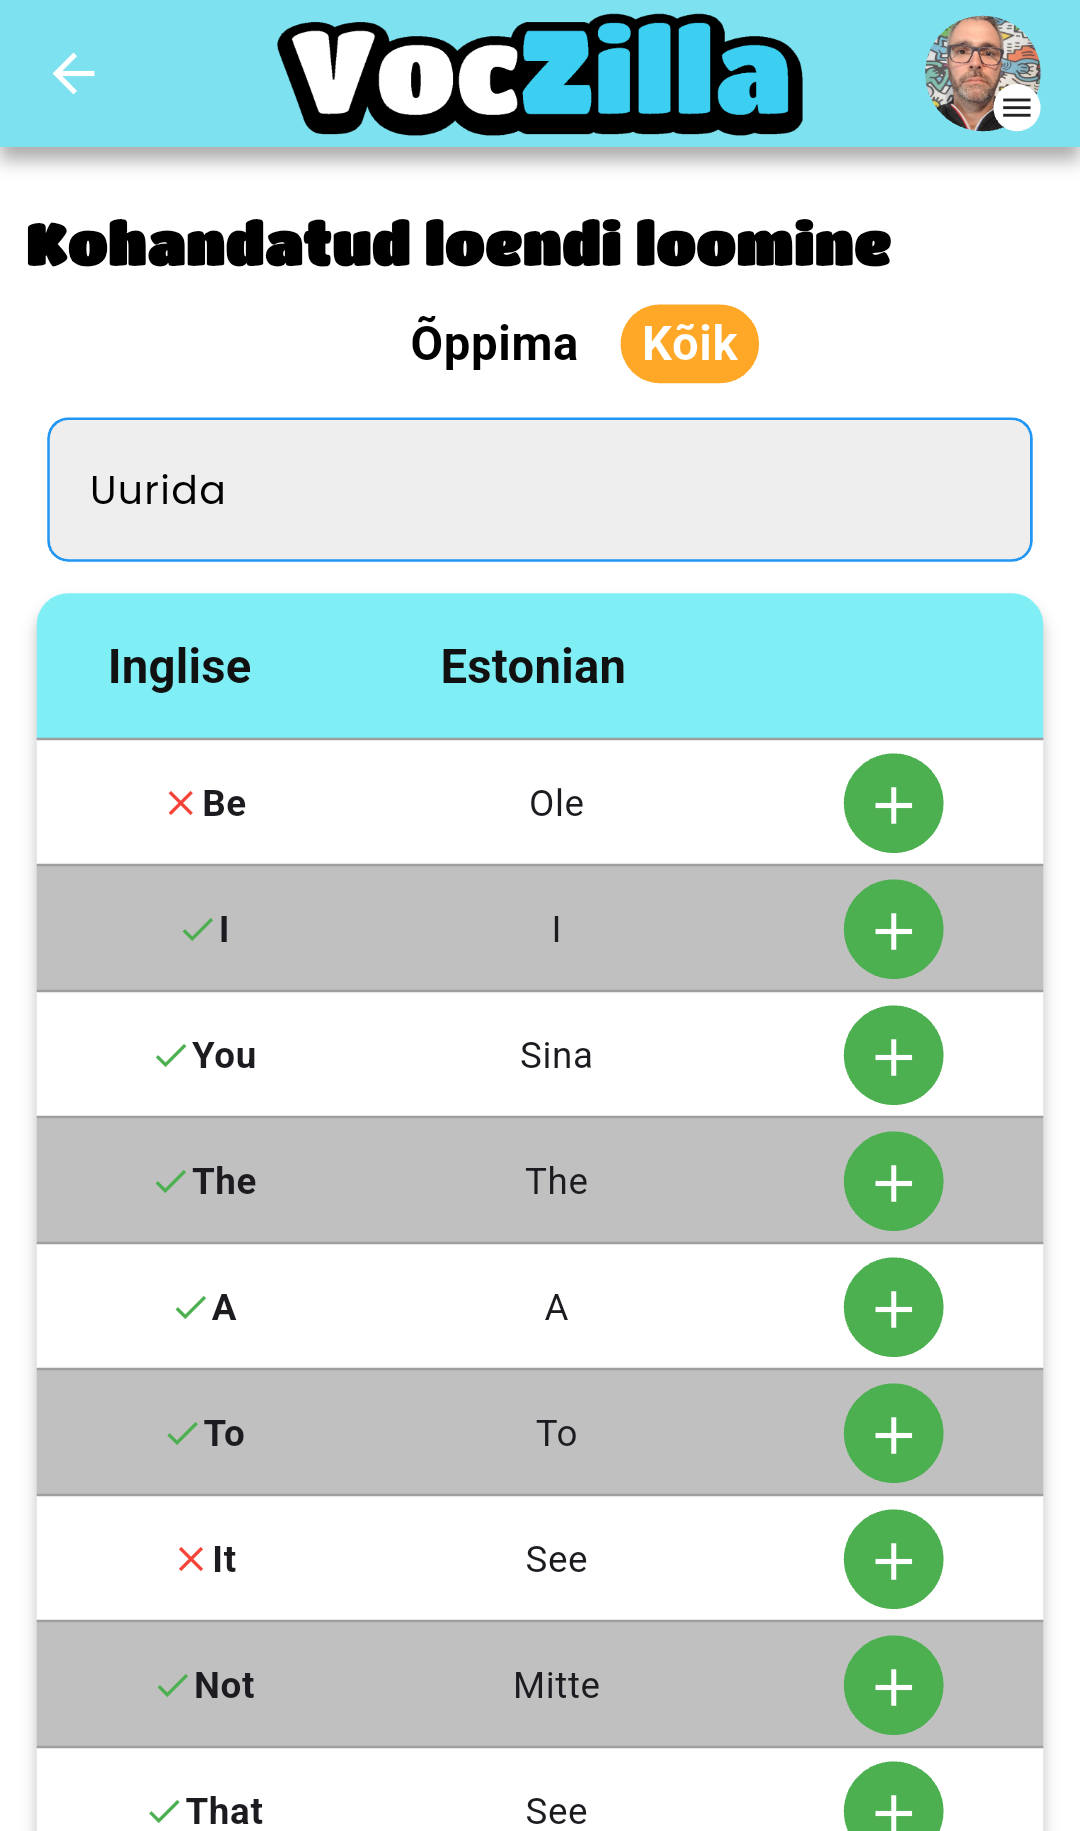 VocZilla
Kohandatud loendi loomine
Õppima Kõik
Uurida
Inglise Estonian
Be Ole
I I
You Sina
The The
A A
To To
It See
Not Mitte
That See